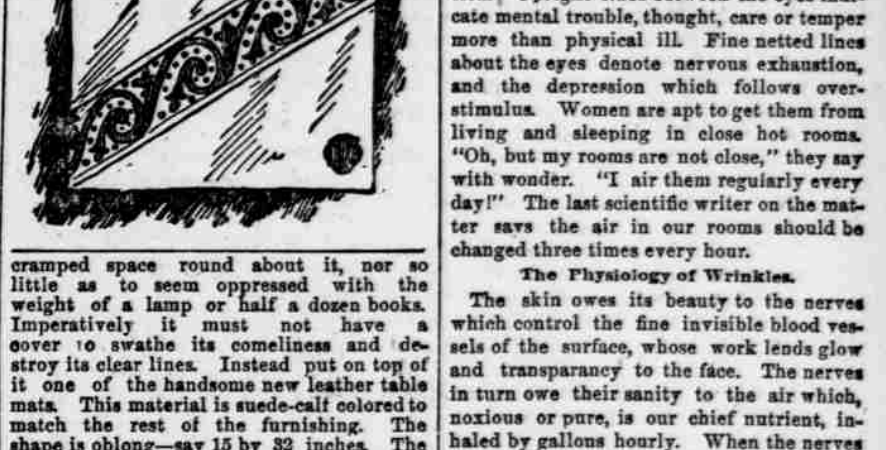 cramped space round about it, nor so
little as to seem oppressed with the
weight of a lamp or half a dozen books.
Imperatively it must not have a
cover to swathe its comeliness and de-
stroy its clear lines. Instead put on top of
it one of the handsome new leather table
mats. This material is suede-calf colored to
match the rest of the furnishing. The
shape is oblong—say 15 by 32 inches. The
cate mental trouble, thought, care or temper
more than physical ill. Fine netted lines
about the eyes denote nervous exhaustion,
and the depression which follows over-
stimulus. Women are apt to get them from
living and sleeping in close hot rooms.
"Oh, but my rooms are not close," they say
with wonder. "I air them regularly every
day!" The last scientific writer on the mat-
ter says the air in our rooms should be
changed three times every hour.
The Physiology of Wrinkles.
The skin owes its beauty to the nerves
which control the fine invisible blood ves-
sels of the surface, whose work lends glow
and transparancy to the face. The nerves
in turn owe their sanity to the air which,
noxious or pure, is our chief nutrient, in-
haled by gallons hourly. When the nerves